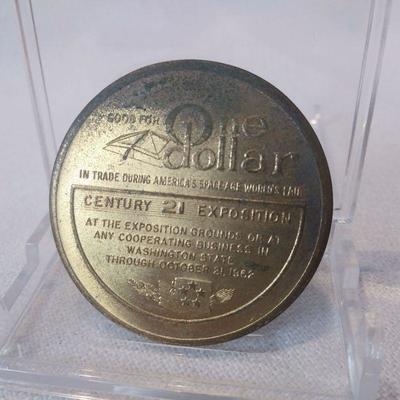 GOOD FOR One
dollar
IN TRADE DURING AMERICA'S SPACE AGE WORLD'S FAIR
CENTURY 21 EXPOSITION
AT THE EXPOSITION GROUNDS OR AT
ANY COOPERATING BUSINESS IN
WASHINGTON STATE
THROUGH OCTOBER 21, 1962